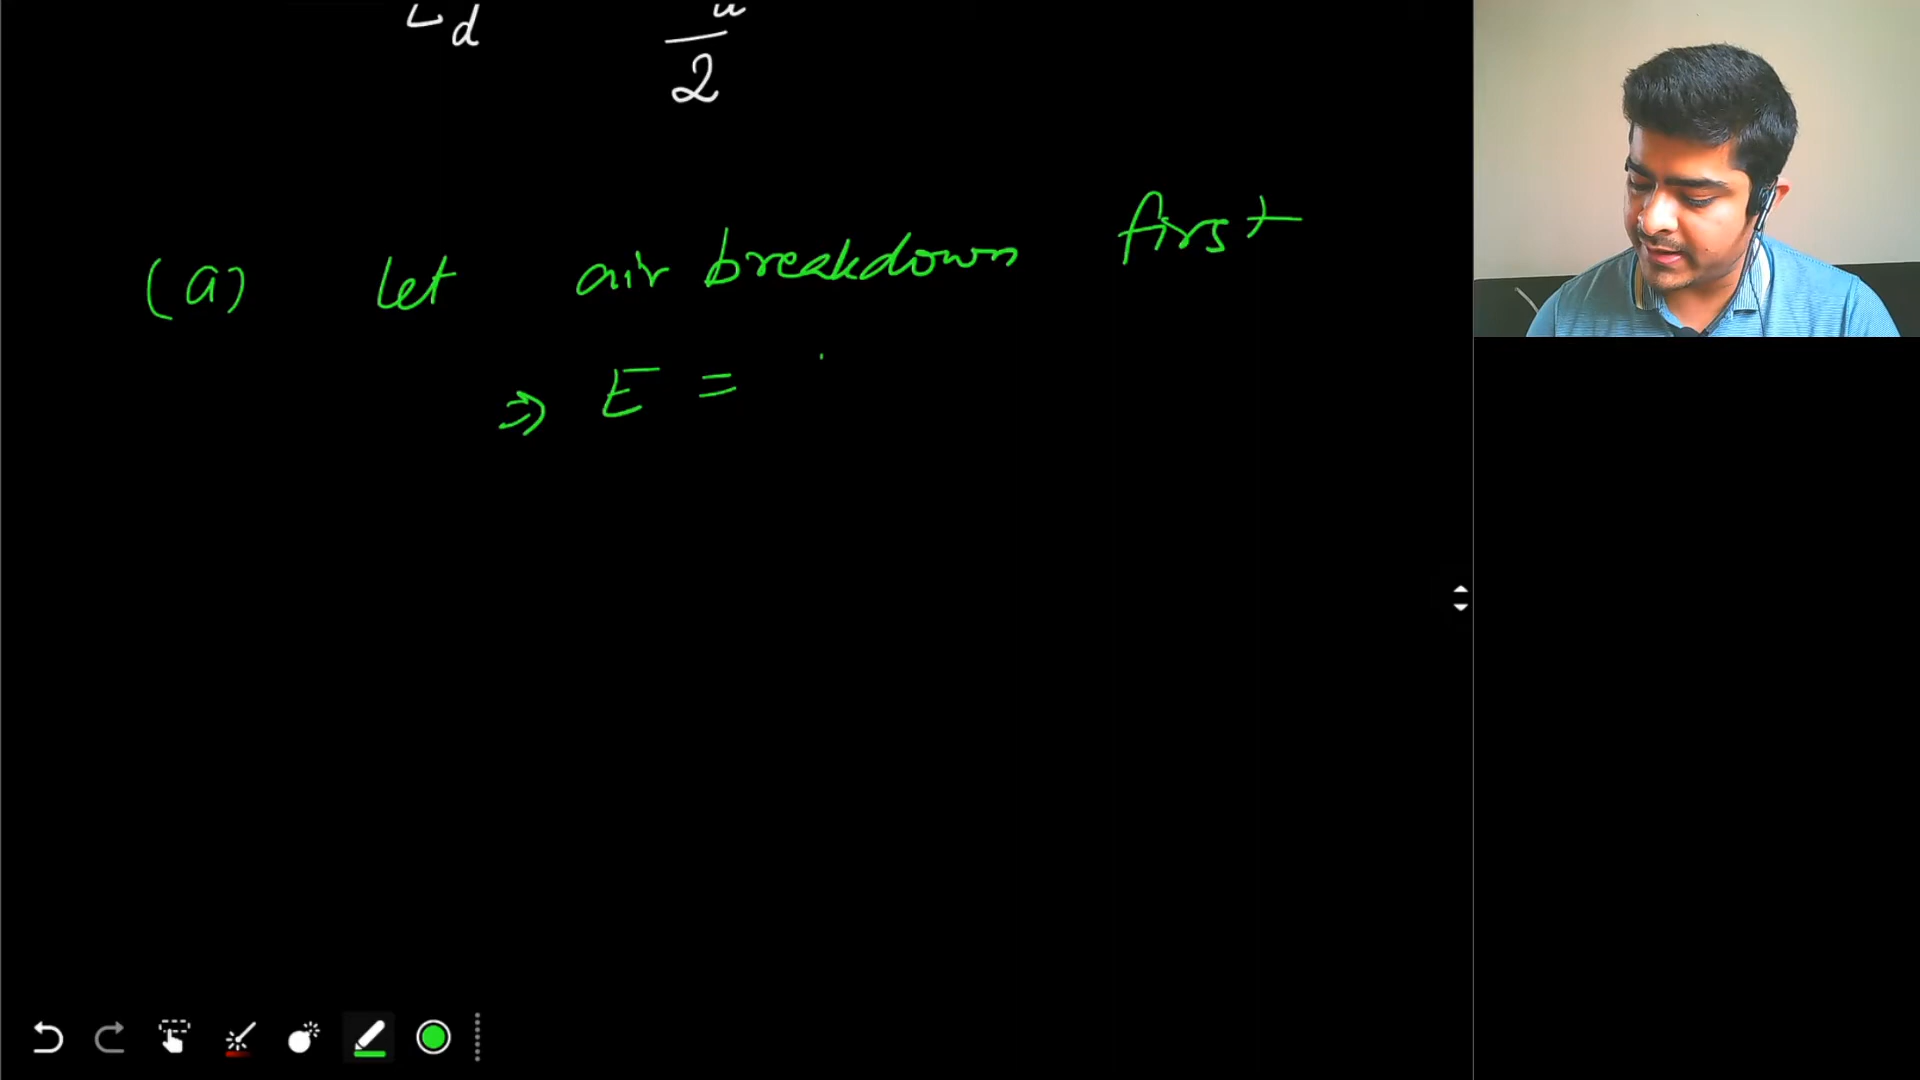 d
2
(a) let air breakdown first
⇒ E =